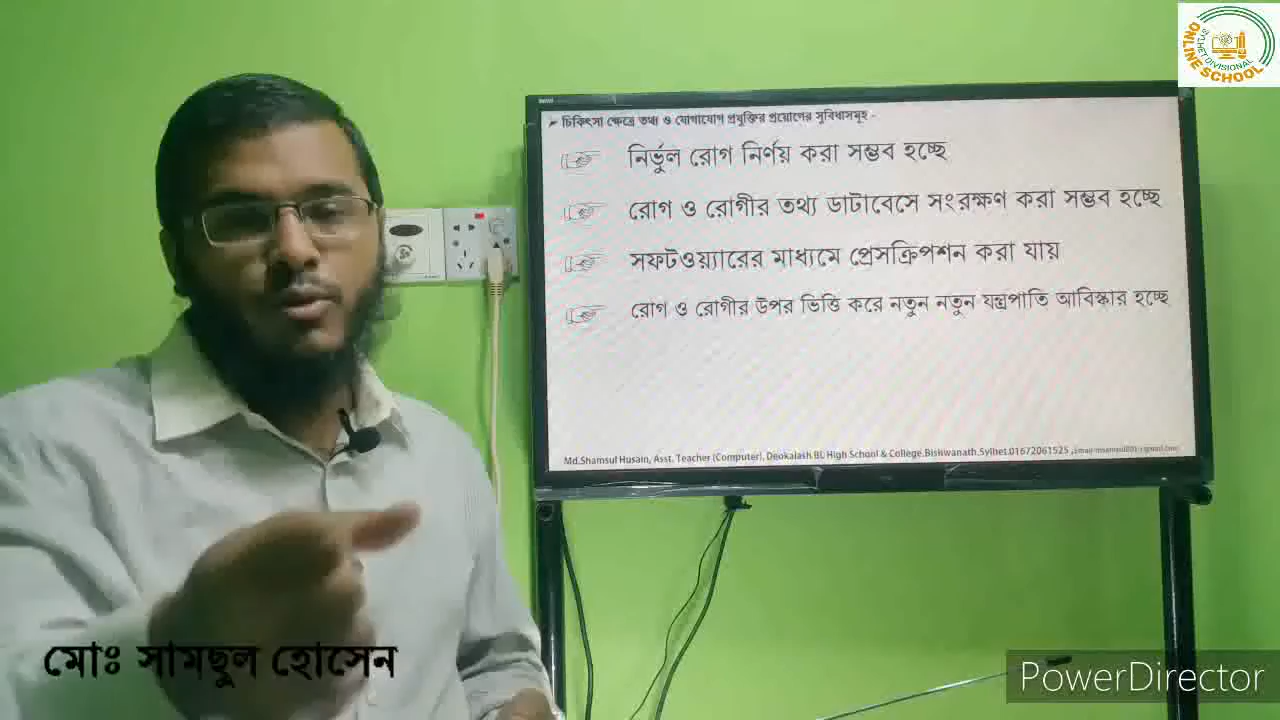 SYLHET DIVISIONAL
ONLINE SCHOOL
➤ চিকিৎসা ক্ষেত্রে তথ্য ও যোগাযোগ প্রযুক্তির প্রয়োগের সুবিধাসমূহ -
নির্ভুল রোগ নির্ণয় করা সম্ভব হচ্ছে
রোগ ও রোগীর তথ্য ডাটাবেসে সংরক্ষণ করা সম্ভব হচ্ছে
সফটওয়্যারের মাধ্যমে প্রেসক্রিপশন করা যায়
রোগ ও রোগীর উপর ভিত্তি করে নতুন নতুন যন্ত্রপাতি আবিস্কার হচ্ছে
Md.Shamsul Husain, Asst. Teacher (Computer), Deokalash BL High School & College.Bishwanath.Sylhet.01672061525
মোঃ সামছুল হোসেন
PowerDirector